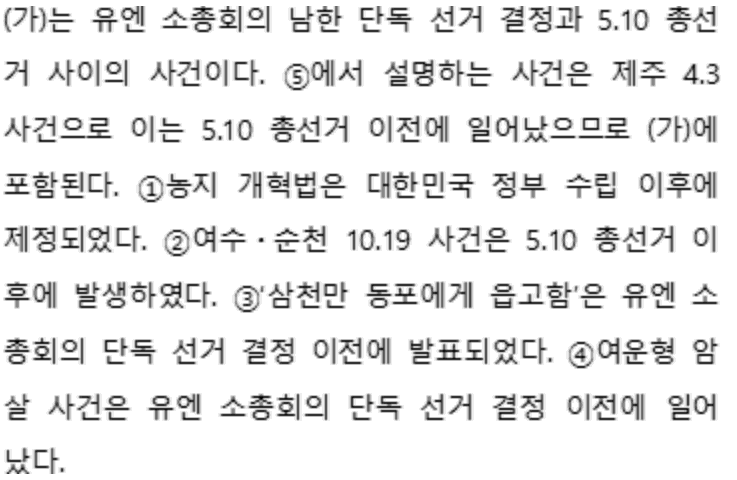 (가)는 유엔 소총회의 남한 단독 선거 결정과 5.10 총선
거 사이의 사건이다. ⑤에서 설명하는 사건은 제주 4.3
사건으로 이는 5.10 총선거 이전에 일어났으므로 (가)에
포함된다. ①농지 개혁법은 대한민국 정부 수립 이후에
제정되었다. ②여수·순천 10.19 사건은 5.10 총선거 이
후에 발생하였다. ③'삼천만 동포에게 읍고함'은 유엔 소
총회의 단독 선거 결정 이전에 발표되었다. ④여운형 암
살 사건은 유엔 소총회의 단독 선거 결정 이전에 일어
났다.